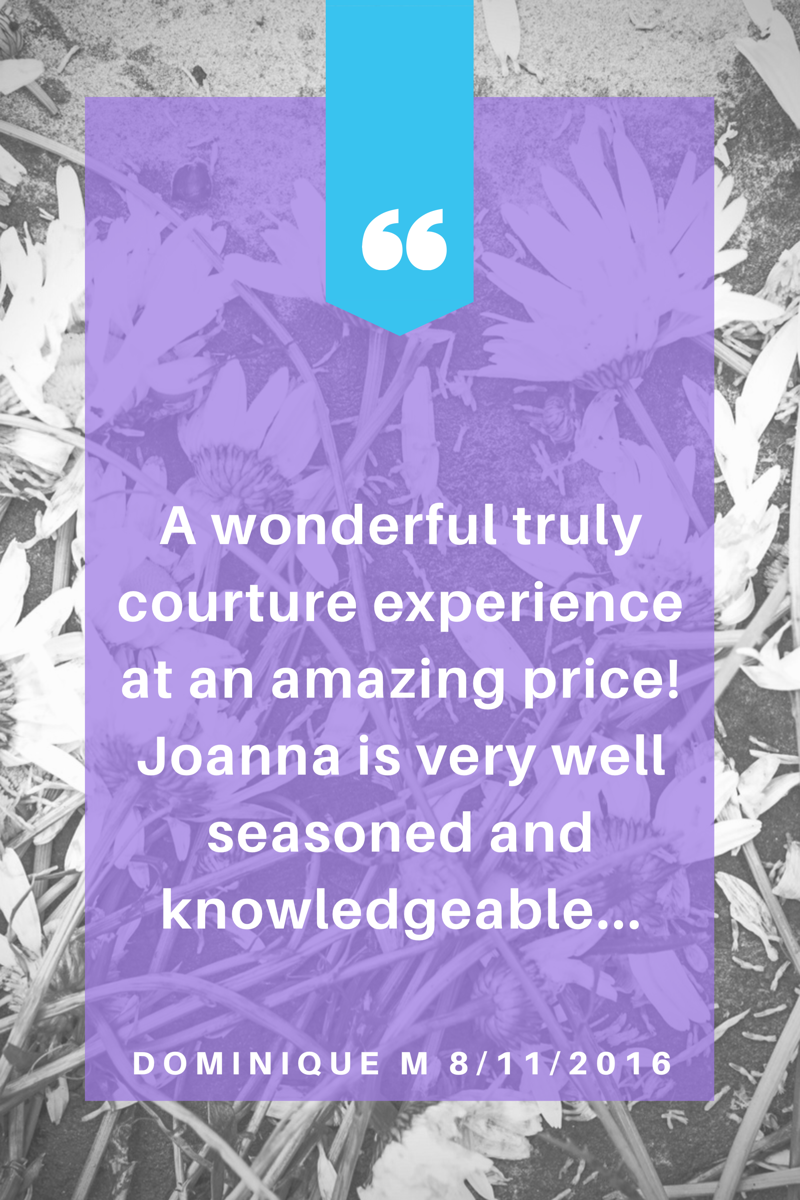 “
A wonderful truly
courture experience
at an amazing price!
Joanna is very well
seasoned and
knowledgeable...
DOMINIQUE M 8/11/2016